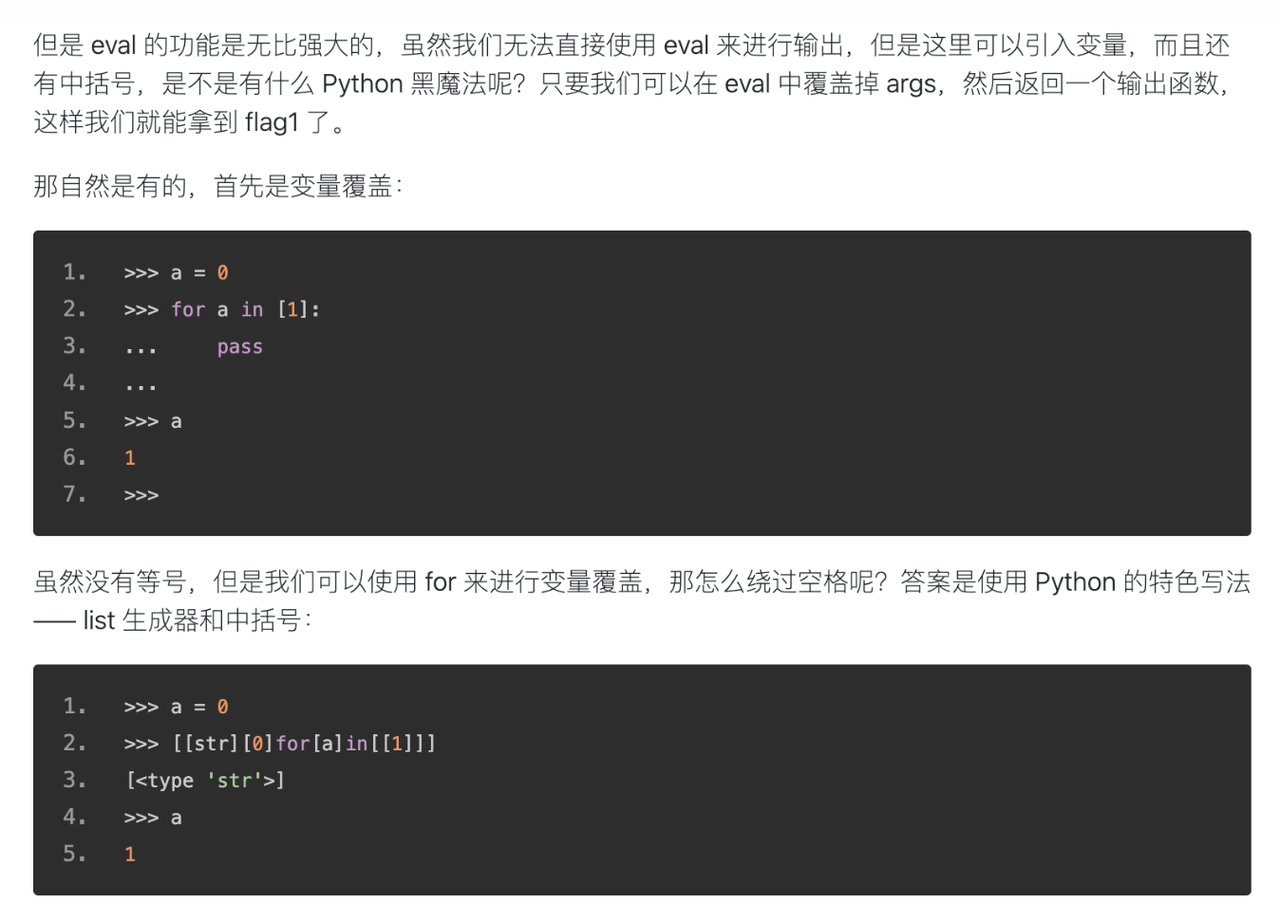 但是 eval 的功能是无比强大的，虽然我们无法直接使用 eval 来进行输出，但是这里可以引入变量，而且还
有中括号，是不是有什么 Python 黑魔法呢？只要我们可以在 eval 中覆盖掉 args，然后返回一个输出函数，
这样我们就能拿到 flag1 了。
那自然是有的，首先是变量覆盖：
1. >>> a = 0
2. >>> for a in [1]:
3. ...     pass
4. ...
5. >>> a
6. 1
7. >>>
虽然没有等号，但是我们可以使用 for 来进行变量覆盖，那怎么绕过空格呢？答案是使用 Python 的特色写法
—— list 生成器和中括号：
1. >>> a = 0
2. >>> [[str][0]for[a]in[[1]]]
3. [<type 'str'>]
4. >>> a
5. 1